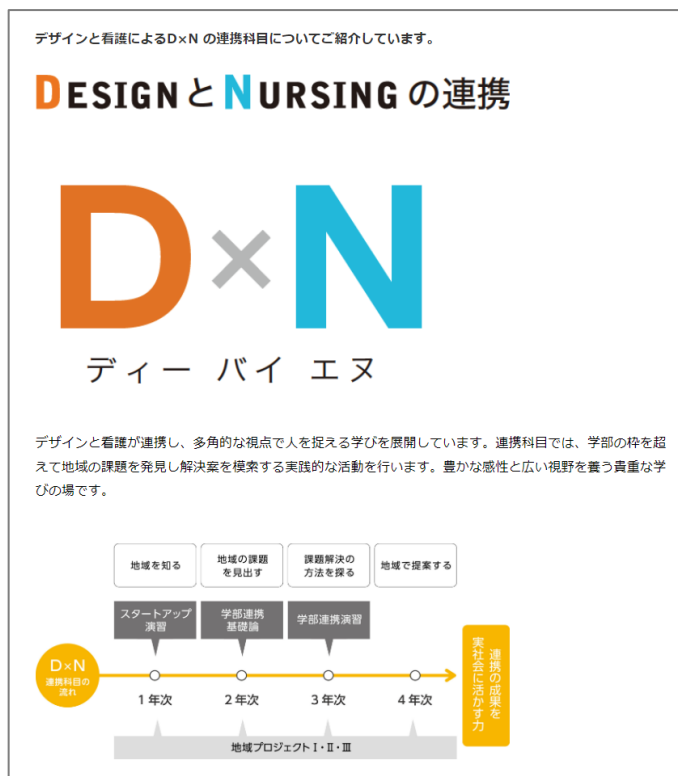 デザインと看護によるD×N の連携科目についてご紹介しています。
DESIGNとNURSINGの連携
D×N
ディー バイ エヌ
デザインと看護が連携し、多角的な視点で人を捉える学びを展開しています。連携科目では、学部の枠を超
えて地域の課題を発見し解決案を模索する実践的な活動を行います。豊かな感性と広い視野を養う貴重な学
びの場です。
地域を知る
地域の課題
を見出す
課題解決の
方法を探る
地域で提案する
スタートアップ
演習
学部連携
基礎論
学部連携演習
D×N
連携科目の
流れ
1年次
2年次
3年次
4年次
連携の成果を
実社会に活かす力
地域プロジェクトⅠ・Ⅱ・Ⅲ